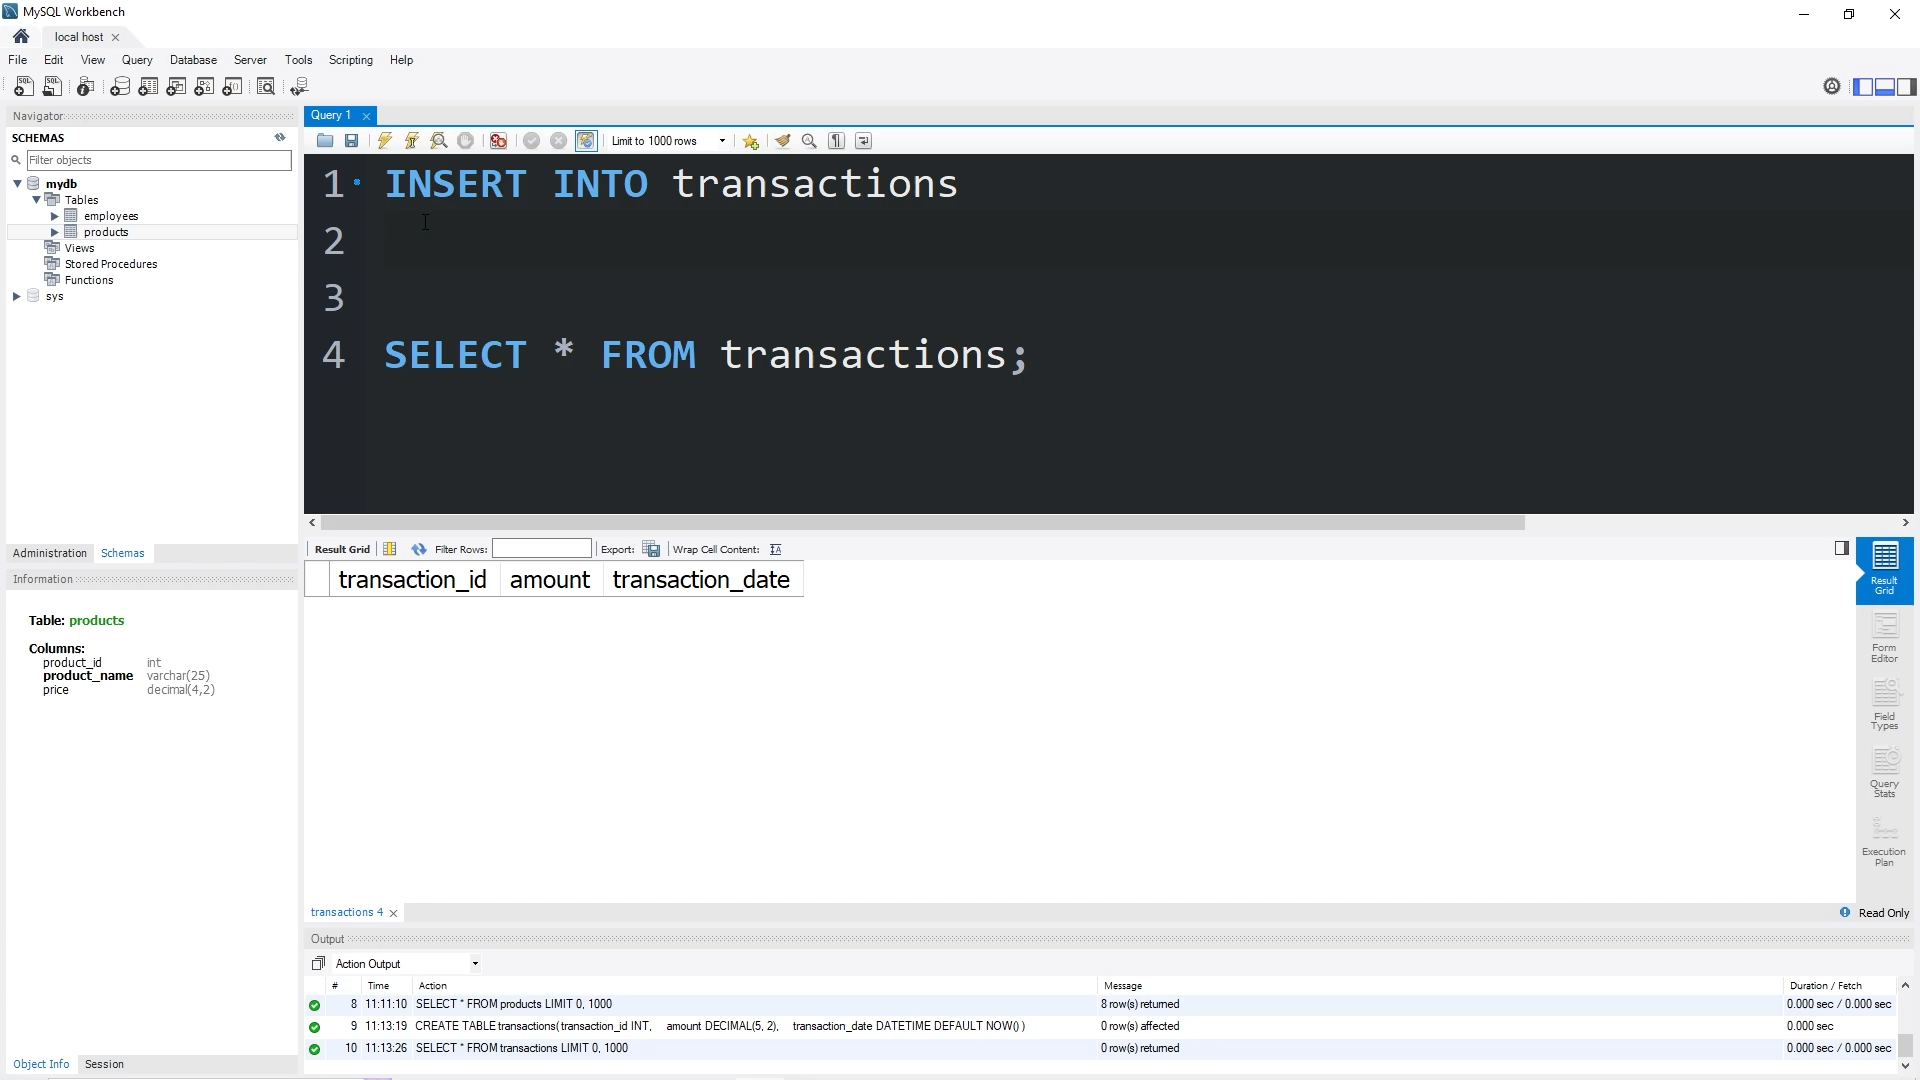 MySQL Workbench
local host
File Edit View Query Database Server Tools Scripting Help
Navigator
SCHEMAS
Filter objects
mydb
Tables
employees
products
Views
Stored Procedures
Functions
sys
Administration Schemas
Information
Table: products
Columns:
product_id int
product_name varchar(25)
price decimal(4,2)
Object Info Session
Query 1
Limit to 1000 rows
1 INSERT INTO transactions
2
3
4 SELECT * FROM transactions;
Result Grid Filter Rows: Export: Wrap Cell Content:
transaction_id amount transaction_date
Result Grid
Form Editor
Field Types
Query Stats
Execution Plan
transactions 4
Read Only
Output
Action Output
# Time Action Message Duration / Fetch
8 11:11:10 SELECT * FROM products LIMIT 0, 1000 8 row(s) returned 0.000 sec / 0.000 sec
9 11:13:19 CREATE TABLE transactions( transaction_id INT, amount DECIMAL(5, 2), transaction_date DATETIME DEFAULT NOW() ) 0 row(s) affected 0.000 sec
10 11:13:26 SELECT * FROM transactions LIMIT 0, 1000 0 row(s) returned 0.000 sec / 0.000 sec